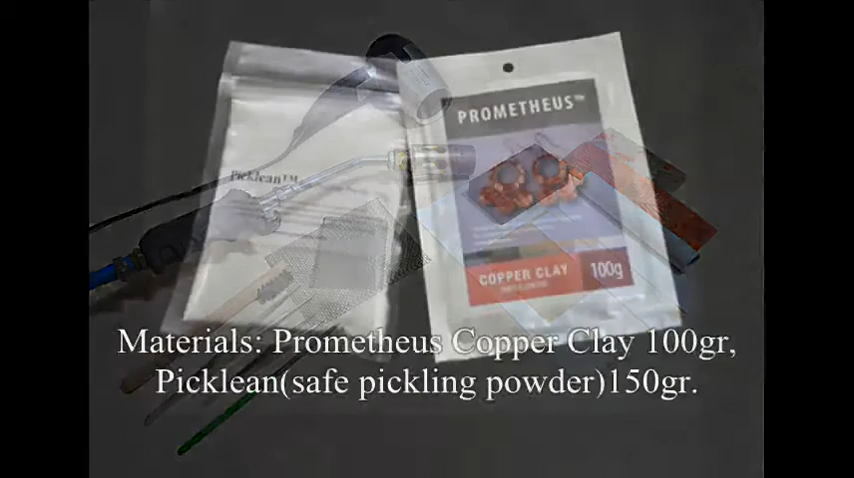 PROMETHEUS™
Picklean™
COPPER CLAY 100g
Materials: Prometheus Copper Clay 100gr,
Picklean(safe pickling powder)150gr.